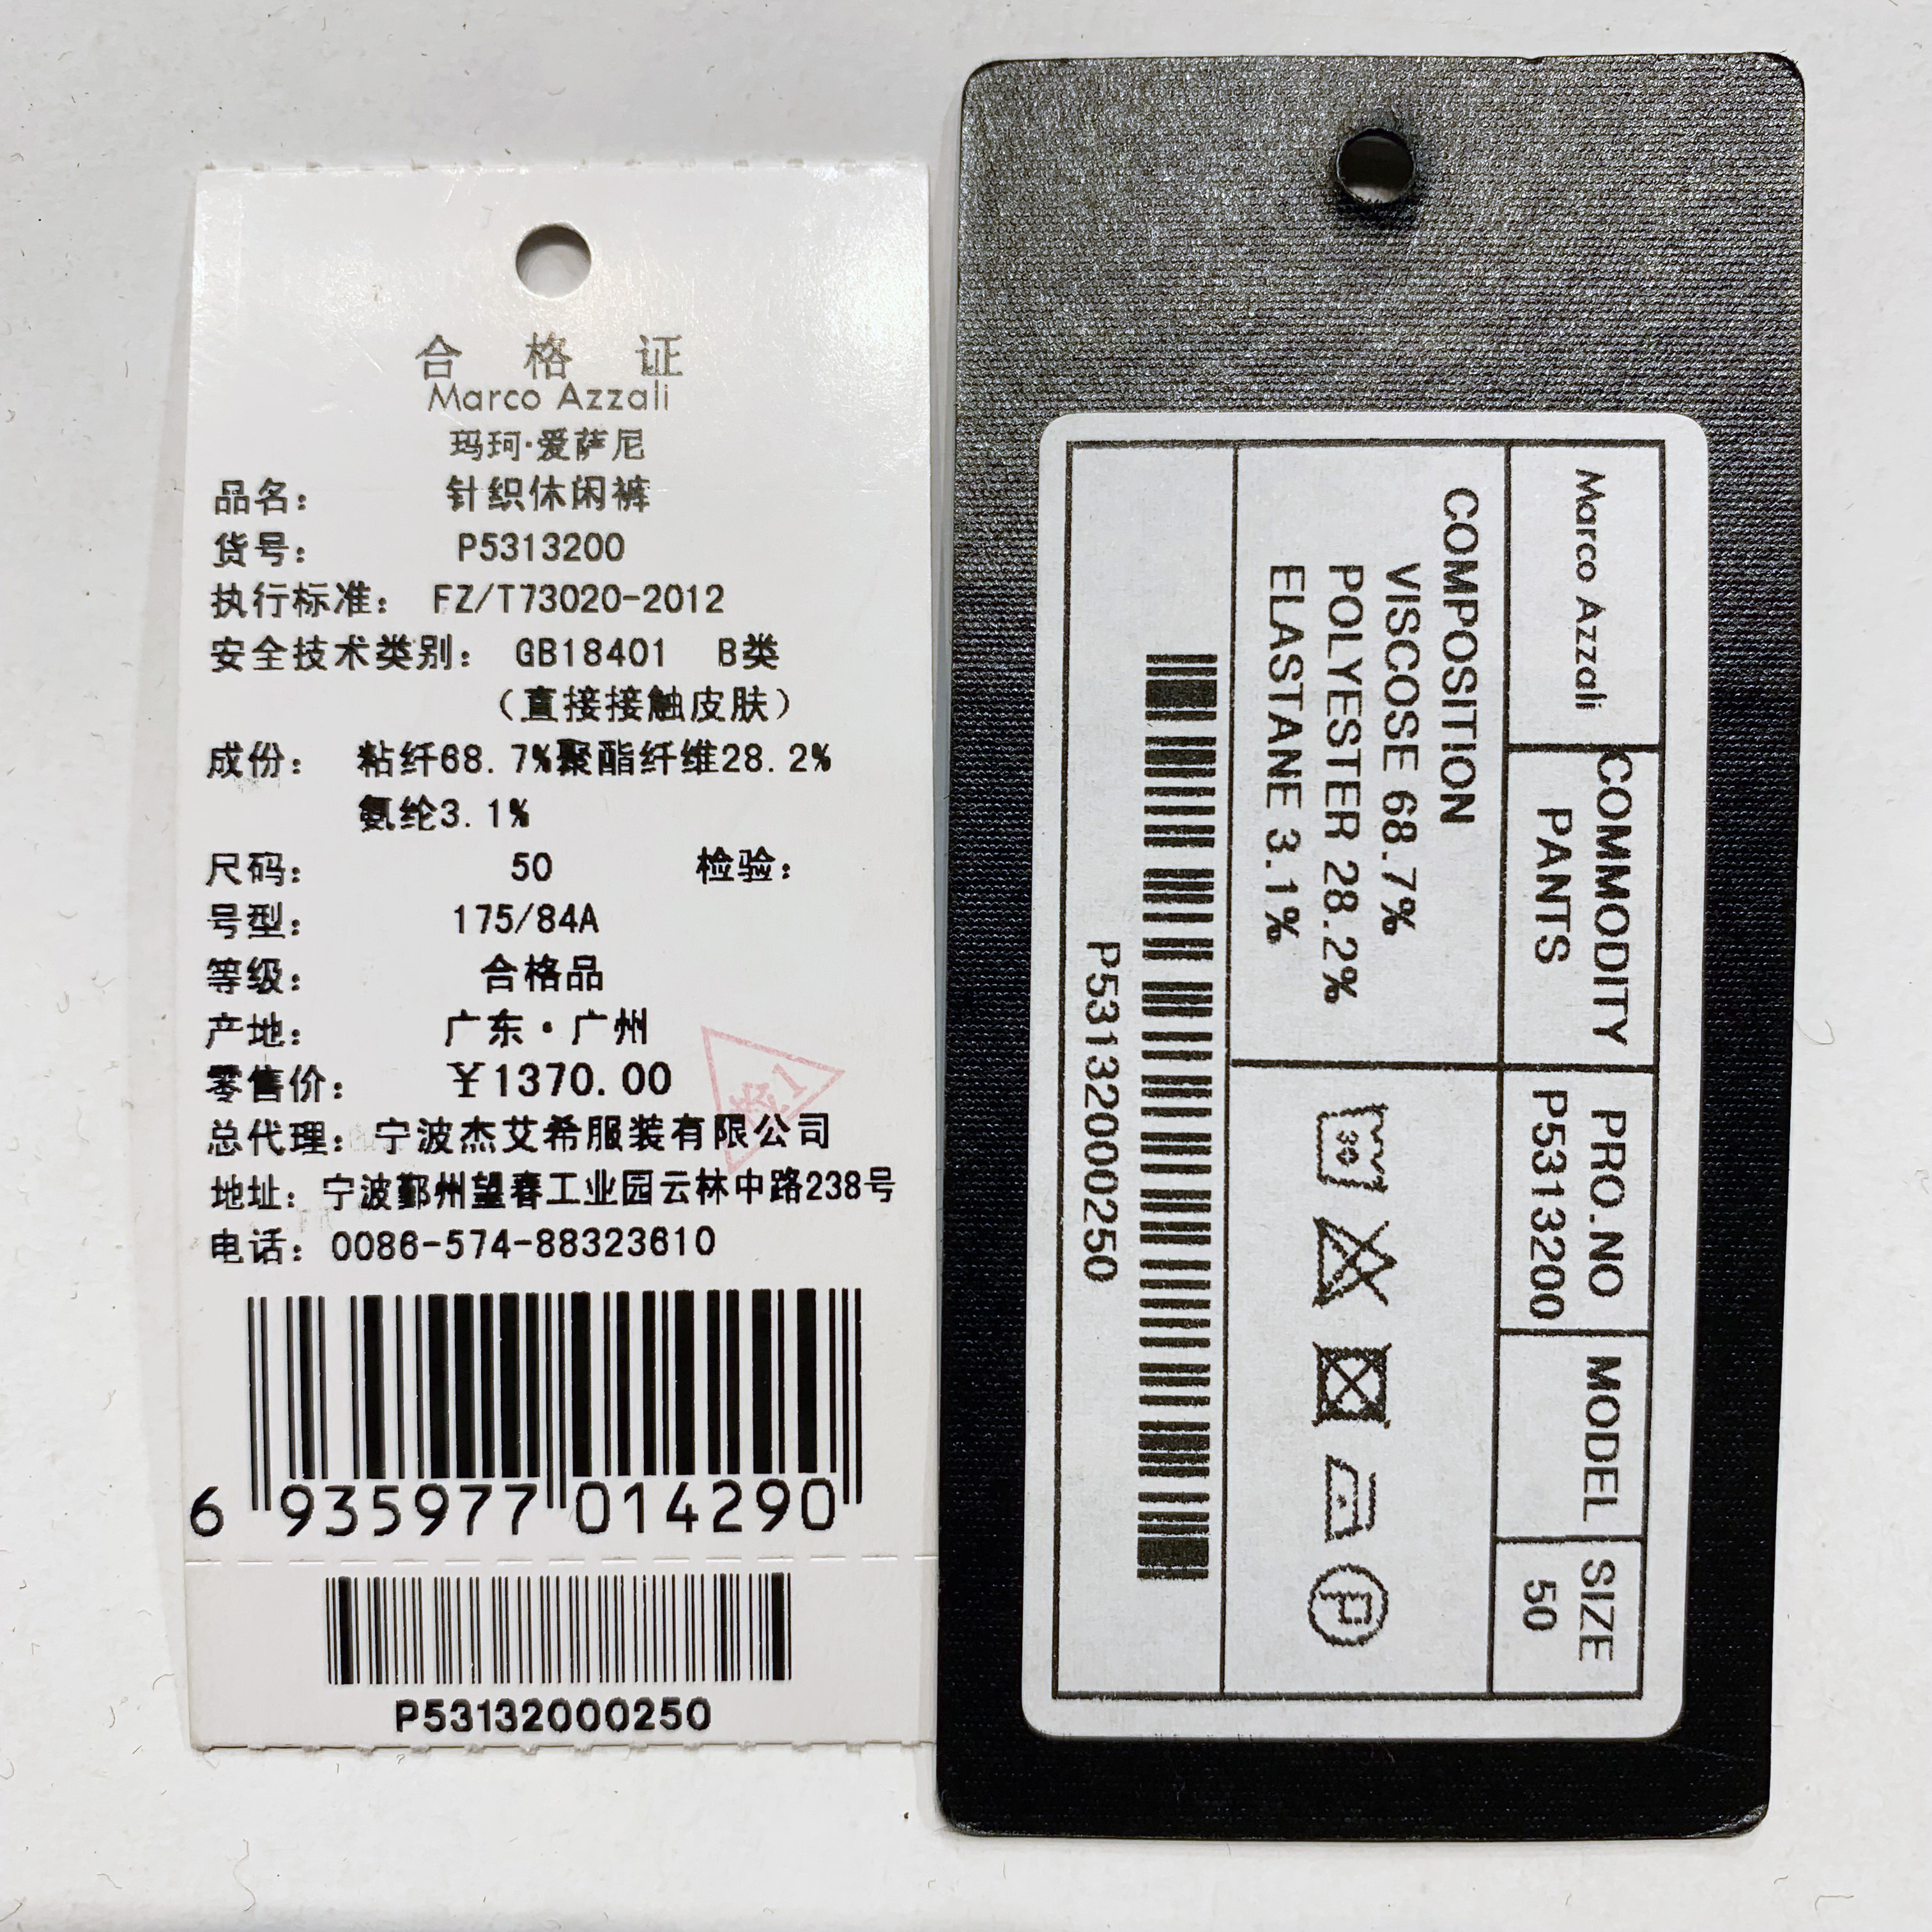 合 格 证
Marco Azzali
玛珂·爱萨尼
品名： 针织休闲裤
货号： P5313200
执行标准： FZ/T73020-2012
安全技术类别： GB18401 B类
（直接接触皮肤）
成份： 粘纤68.7%聚酯纤维28.2%
氨纶3.1%
尺码： 50 检验：
号型： 175/84A
等级： 合格品
产地： 广东·广州
零售价： ￥1370.00
总代理： 宁波杰艾希服装有限公司
地址： 宁波鄞州望春工业园云林中路238号
电话： 0086-574-88323610
6 935977 014290
P53132000250
Marco Azzali
COMMODITY
PANTS
PRO.NO
P5313200
MODEL
SIZE
50
COMPOSITION
VISCOSE 68.7%
POLYESTER 28.2%
ELASTANE 3.1%
30
P
P53132000250